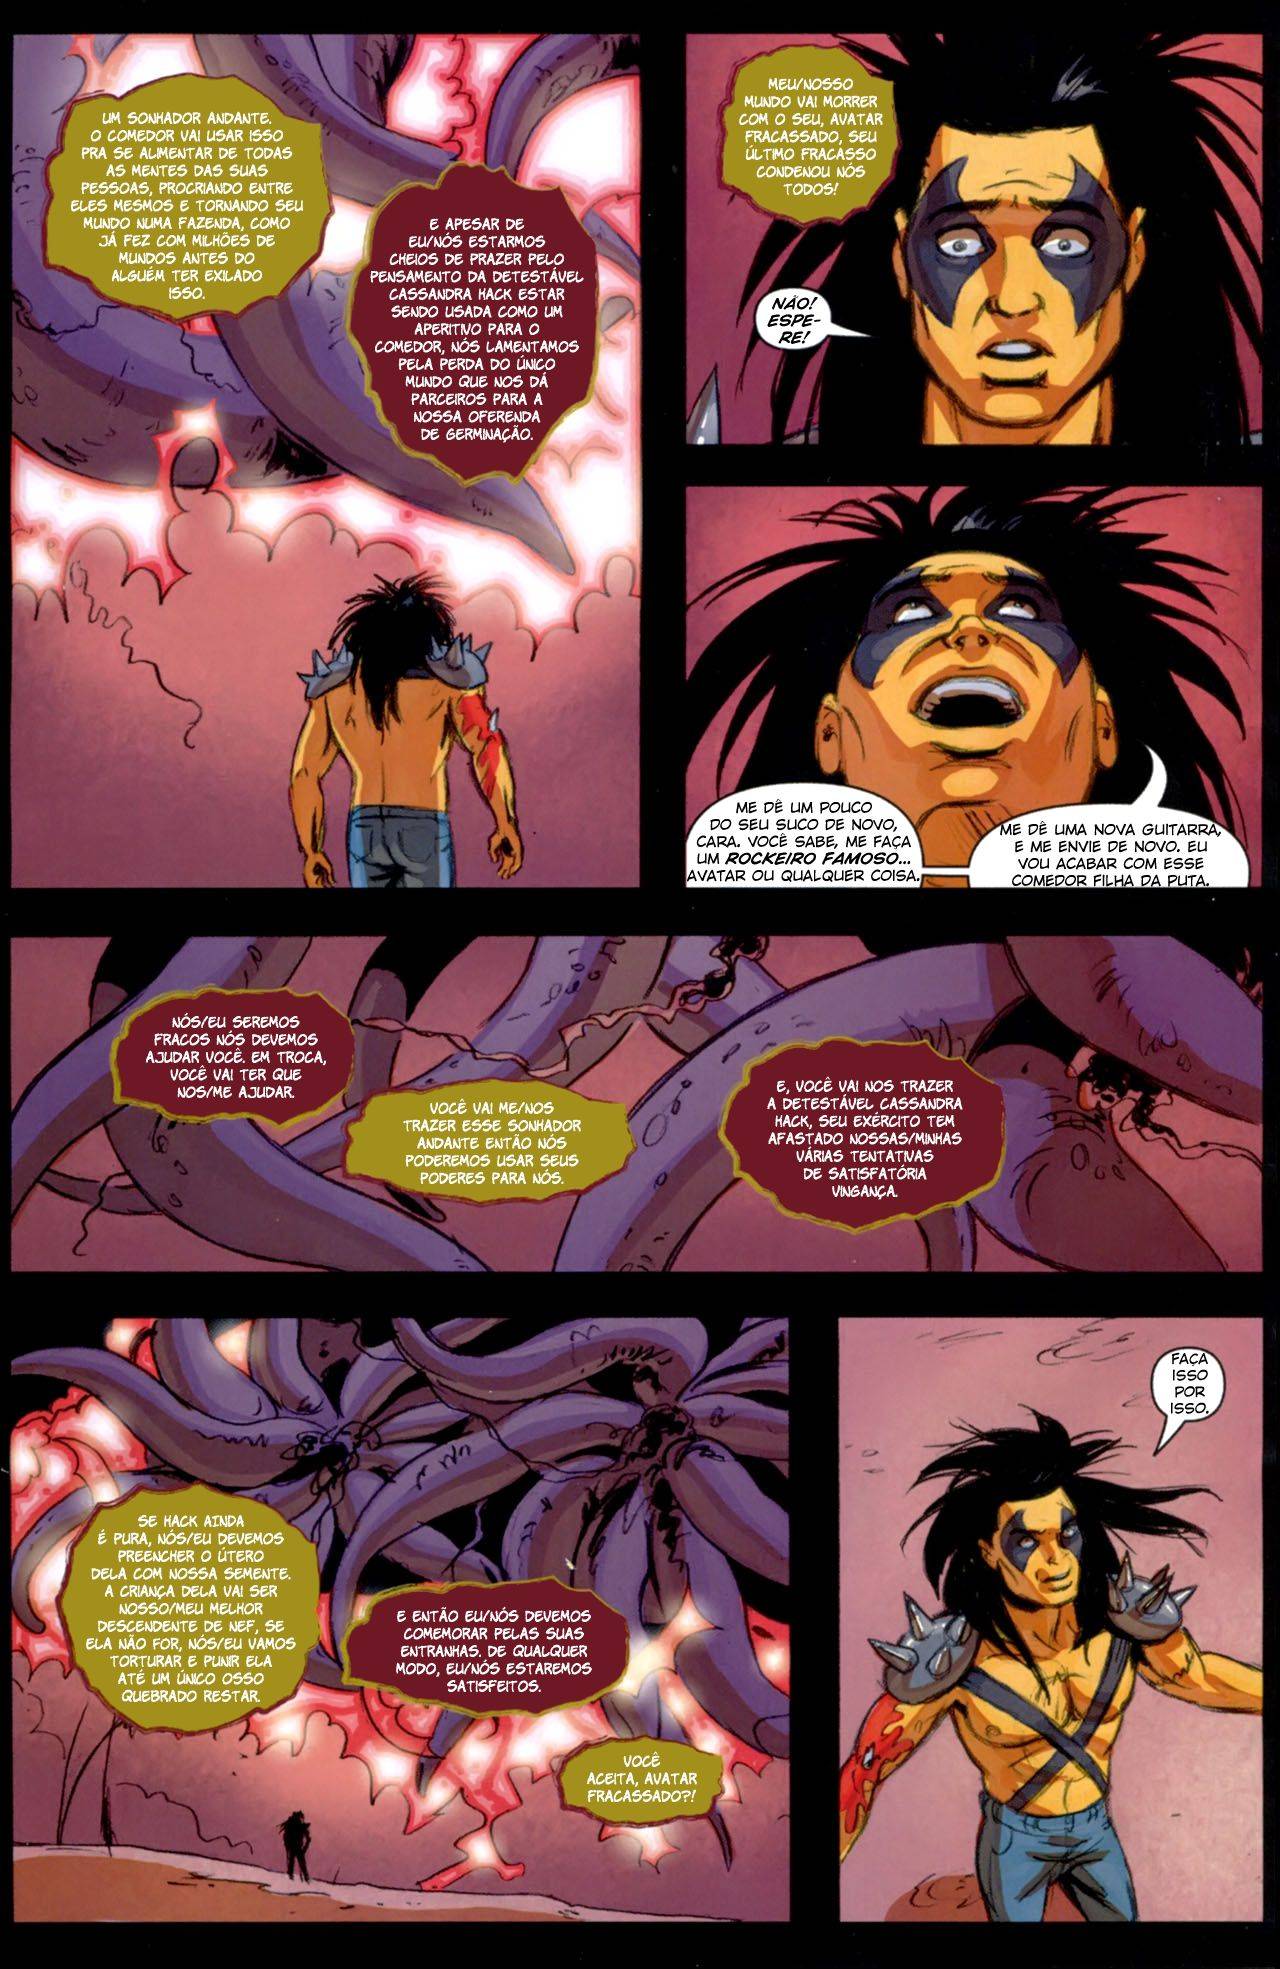 UM SONHADOR ANDANTE.
O COMEDOR VAI USAR ISSO
PRA SE ALIMENTAR DE TODAS
AS MENTES DAS SUAS
PESSOAS, PROCRIANDO ENTRE
ELES MESMOS E TORNANDO SEU
MUNDO NUMA FAZENDA, COMO
JÁ FEZ COM MILHÕES DE
MUNDOS ANTES DO
ALGUÉM TER EXILADO
ISSO.
E APESAR DE
EU/NÓS ESTARMOS
CHEIOS DE PRAZER PELO
PENSAMENTO DA DETESTÁVEL
CASSANDRA HACK ESTAR
SENDO USADA COMO UM
APERITIVO PARA O
COMEDOR, NÓS LAMENTAMOS
PELA PERDA DO ÚNICO
MUNDO QUE NOS DÁ
PARCEIROS PARA A
NOSSA OFERENDA
DE GERMINAÇÃO.
MEU/NOSSO
MUNDO VAI MORRER
COM O SEU, AVATAR
FRACASSADO, SEU
ÚLTIMO FRACASSO
CONDENOU NÓS
TODOS!
NÃO!
ESPE-
RE!
ME DÊ UM POUCO
DO SEU SUCO DE NOVO,
CARA. VOCÊ SABE, ME FAÇA
UM ROCKEIRO FAMOSO...
AVATAR OU QUALQUER COISA.
ME DÊ UMA NOVA GUITARRA,
E ME ENVIE DE NOVO. EU
VOU ACABAR COM ESSE
COMEDOR FILHA DA PUTA.
NÓS/EU SEREMOS
FRACOS NÓS DEVEMOS
AJUDAR VOCÊ. EM TROCA,
VOCÊ VAI TER QUE
NOS/ME AJUDAR.
VOCÊ VAI ME/NOS
TRAZER ESSE SONHADOR
ANDANTE ENTÃO NÓS
PODEREMOS USAR SEUS
PODERES PARA NÓS.
E, VOCÊ VAI NOS TRAZER
A DETESTÁVEL CASSANDRA
HACK, SEU EXÉRCITO TEM
AFASTADO NOSSAS/MINHAS
VÁRIAS TENTATIVAS
DE SATISFATÓRIA
VINGANÇA.
SE HACK AINDA
É PURA, NÓS/EU DEVEMOS
PREENCHER O ÚTERO
DELA COM NOSSA SEMENTE.
A CRIANÇA DELA VAI SER
NOSSO/MEU MELHOR
DESCENDENTE DE NEF, SE
ELA NÃO FOR, NÓS/EU VAMOS
TORTURAR E PUNIR ELA
ATÉ UM ÚNICO OSSO
QUEBRADO RESTAR.
E ENTÃO EU/NÓS DEVEMOS
COMEMORAR PELAS SUAS
ENTRANHAS. DE QUALQUER
MODO, EU/NÓS ESTAREMOS
SATISFEITOS.
VOCÊ
ACEITA, AVATAR
FRACASSADO?!
FAÇA
ISSO
POR
ISSO.